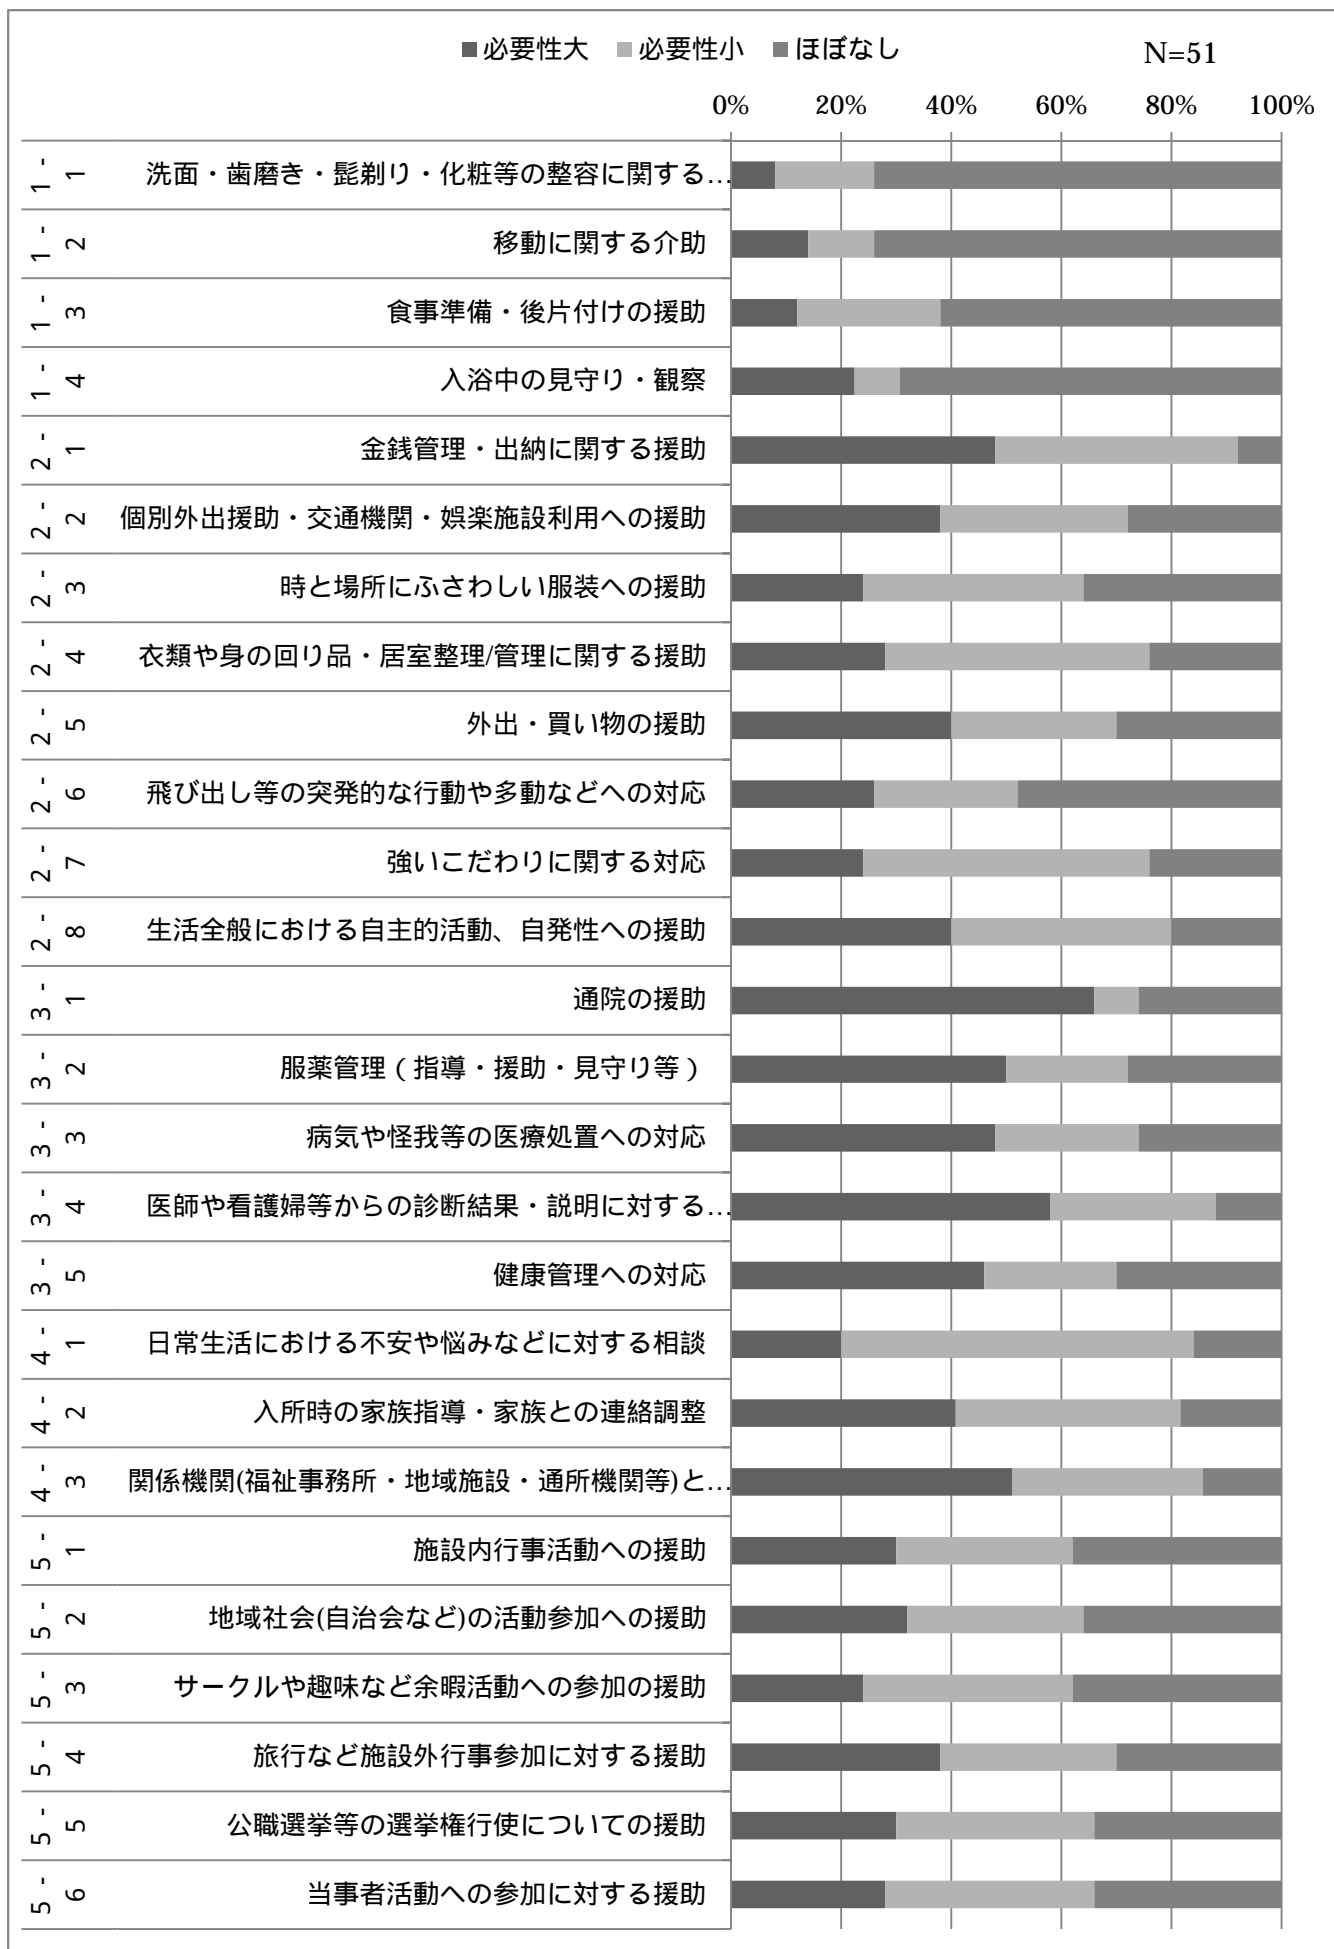 ■必要性大 ■必要性小 ■ほぼなし N=51
0% 20% 40% 60% 80% 100%
1-1 洗面・歯磨き・髭剃り・化粧等の整容に関する…
1-2 移動に関する介助
1-3 食事準備・後片付けの援助
1-4 入浴中の見守り・観察
2-1 金銭管理・出納に関する援助
2-2 個別外出援助・交通機関・娯楽施設利用への援助
2-3 時と場所にふさわしい服装への援助
2-4 衣類や身の回り品・居室整理/管理に関する援助
2-5 外出・買い物の援助
2-6 飛び出し等の突発的な行動や多動などへの対応
2-7 強いこだわりに関する対応
2-8 生活全般における自主的活動、自発性への援助
3-1 通院の援助
3-2 服薬管理（指導・援助・見守り等）
3-3 病気や怪我等の医療処置への対応
3-4 医師や看護婦等からの診断結果・説明に対する…
3-5 健康管理への対応
4-1 日常生活における不安や悩みなどに対する相談
4-2 入所時の家族指導・家族との連絡調整
4-3 関係機関(福祉事務所・地域施設・通所機関等)と…
5-1 施設内行事活動への援助
5-2 地域社会(自治会など)の活動参加への援助
5-3 サークルや趣味など余暇活動への参加の援助
5-4 旅行など施設外行事参加に対する援助
5-5 公職選挙等の選挙権行使についての援助
5-6 当事者活動への参加に対する援助